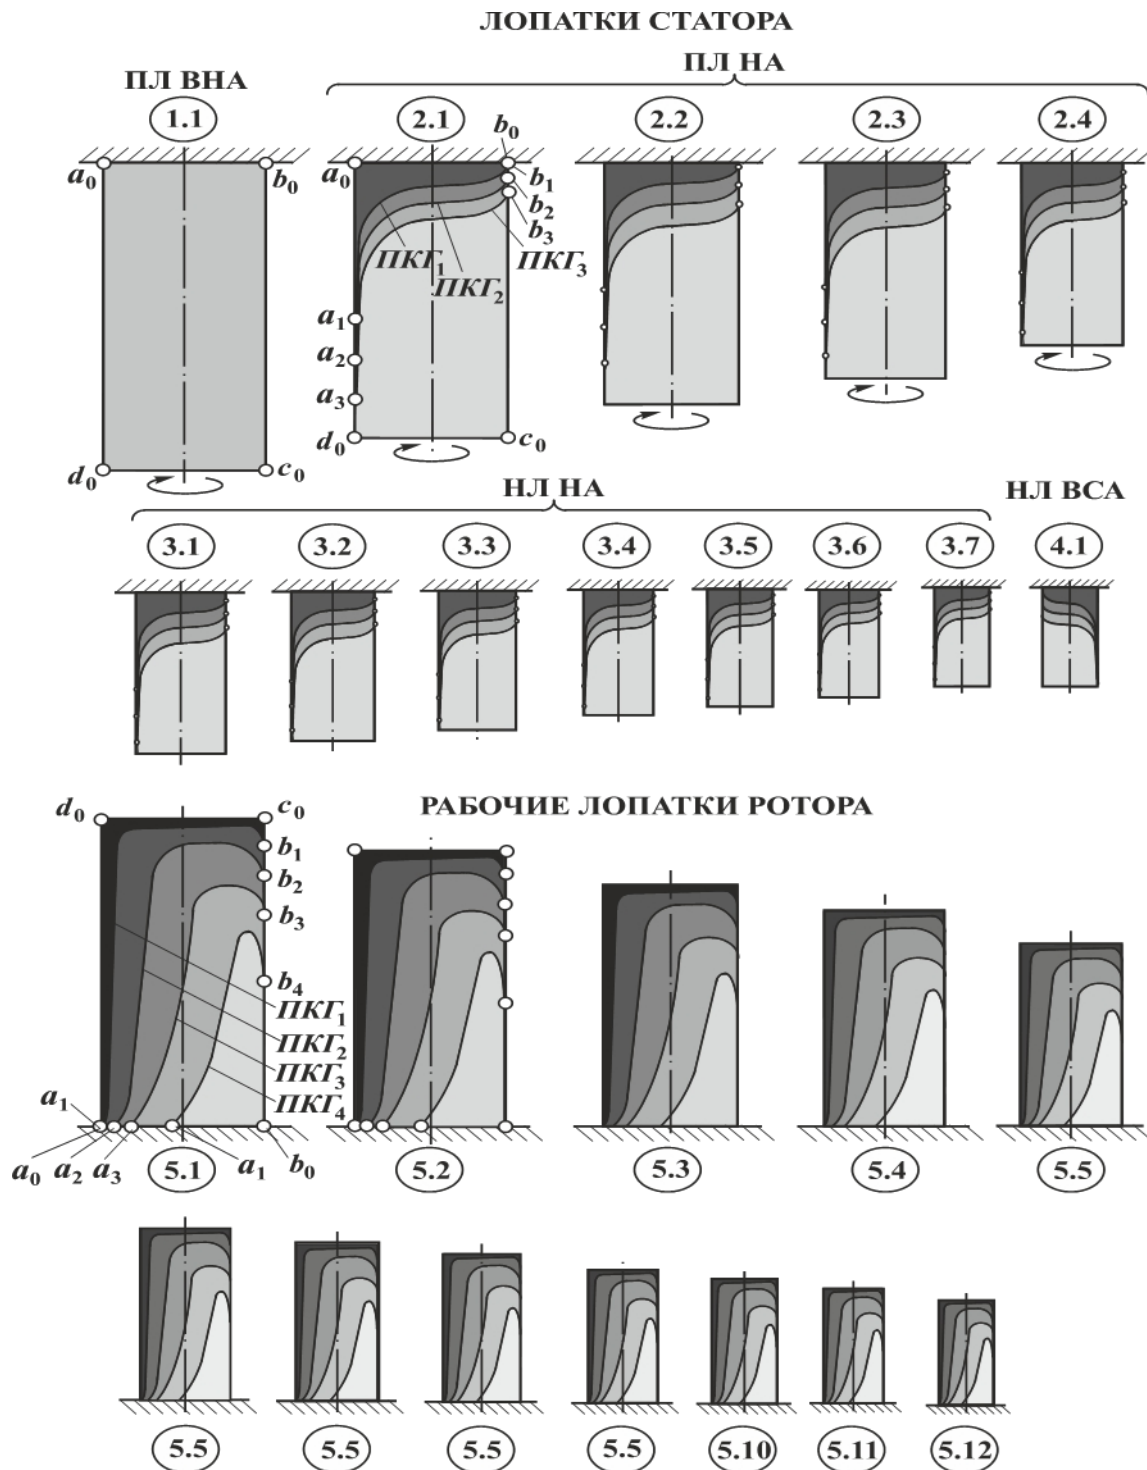 ЛОПАТКИ СТАТОРА
ПЛ ВНА
ПЛ НА
1.1
2.1
2.2
2.3
2.4
a₀
b₀
a₀
b₀
b₁
b₂
b₃
ПКГ₁
ПКГ₂
ПКГ₃
a₁
a₂
a₃
d₀
c₀
d₀
c₀
НЛ НА
НЛ ВСА
3.1
3.2
3.3
3.4
3.5
3.6
3.7
4.1
РАБОЧИЕ ЛОПАТКИ РОТОРА
d₀
c₀
b₁
b₂
b₃
b₄
ПКГ₁
ПКГ₂
ПКГ₃
ПКГ₄
a₁
a₀
a₂
a₃
5.1
a₁
b₀
5.2
5.3
5.4
5.5
5.5
5.5
5.5
5.5
5.10
5.11
5.12